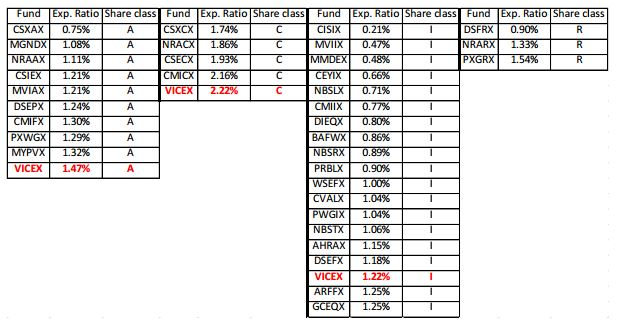 Fund Exp. Ratio Share class Fund Exp. Ratio Share class Fund Exp. Ratio Share class Fund Exp. Ratio Share class
CSXAX 0.75% A CSXCX 1.74% C CISIX 0.21% I DSFRX 0.90% R
MGNDX 1.08% A NRACX 1.86% C MVIIX 0.47% I NRARX 1.33% R
NRAAX 1.11% A CSECX 1.93% C MMDEX 0.48% I PXGRX 1.54% R
CSIEX 1.21% A CMICX 2.16% C CEYIX 0.66% I
MVIAX 1.21% A VICEX 2.22% C NBSLX 0.71% I
DSEPX 1.24% A CMIIX 0.77% I
CMIFX 1.30% A DIEQX 0.80% I
PXWGX 1.29% A BAFWX 0.86% I
MYPVX 1.32% A NBSRX 0.89% I
VICEX 1.47% A PRBLX 0.90% I
WSEFX 1.00% I
CVALX 1.04% I
PWGIX 1.04% I
NBSTX 1.06% I
AHRAX 1.15% I
DSEFX 1.18% I
VICEX 1.22% I
ARFFX 1.25% I
GCEQX 1.25% I